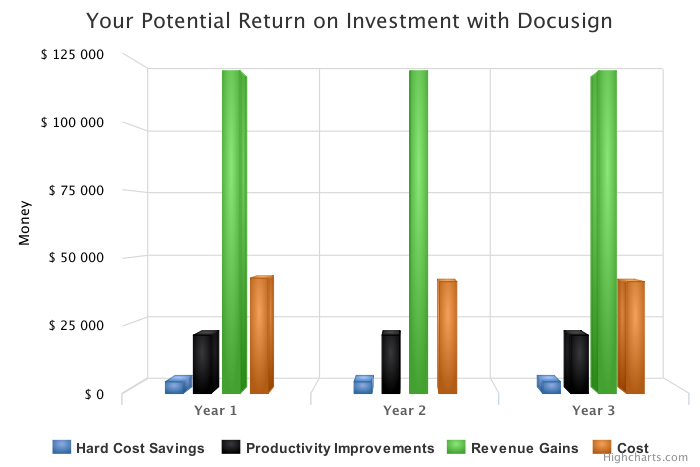 Your Potential Return on Investment with Docusign
$ 125 000
$ 100 000
$ 75 000
$ 50 000
$ 25 000
$ 0
Money
Year 1
Year 2
Year 3
Hard Cost Savings
Productivity Improvements
Revenue Gains
Cost
Highcharts.com